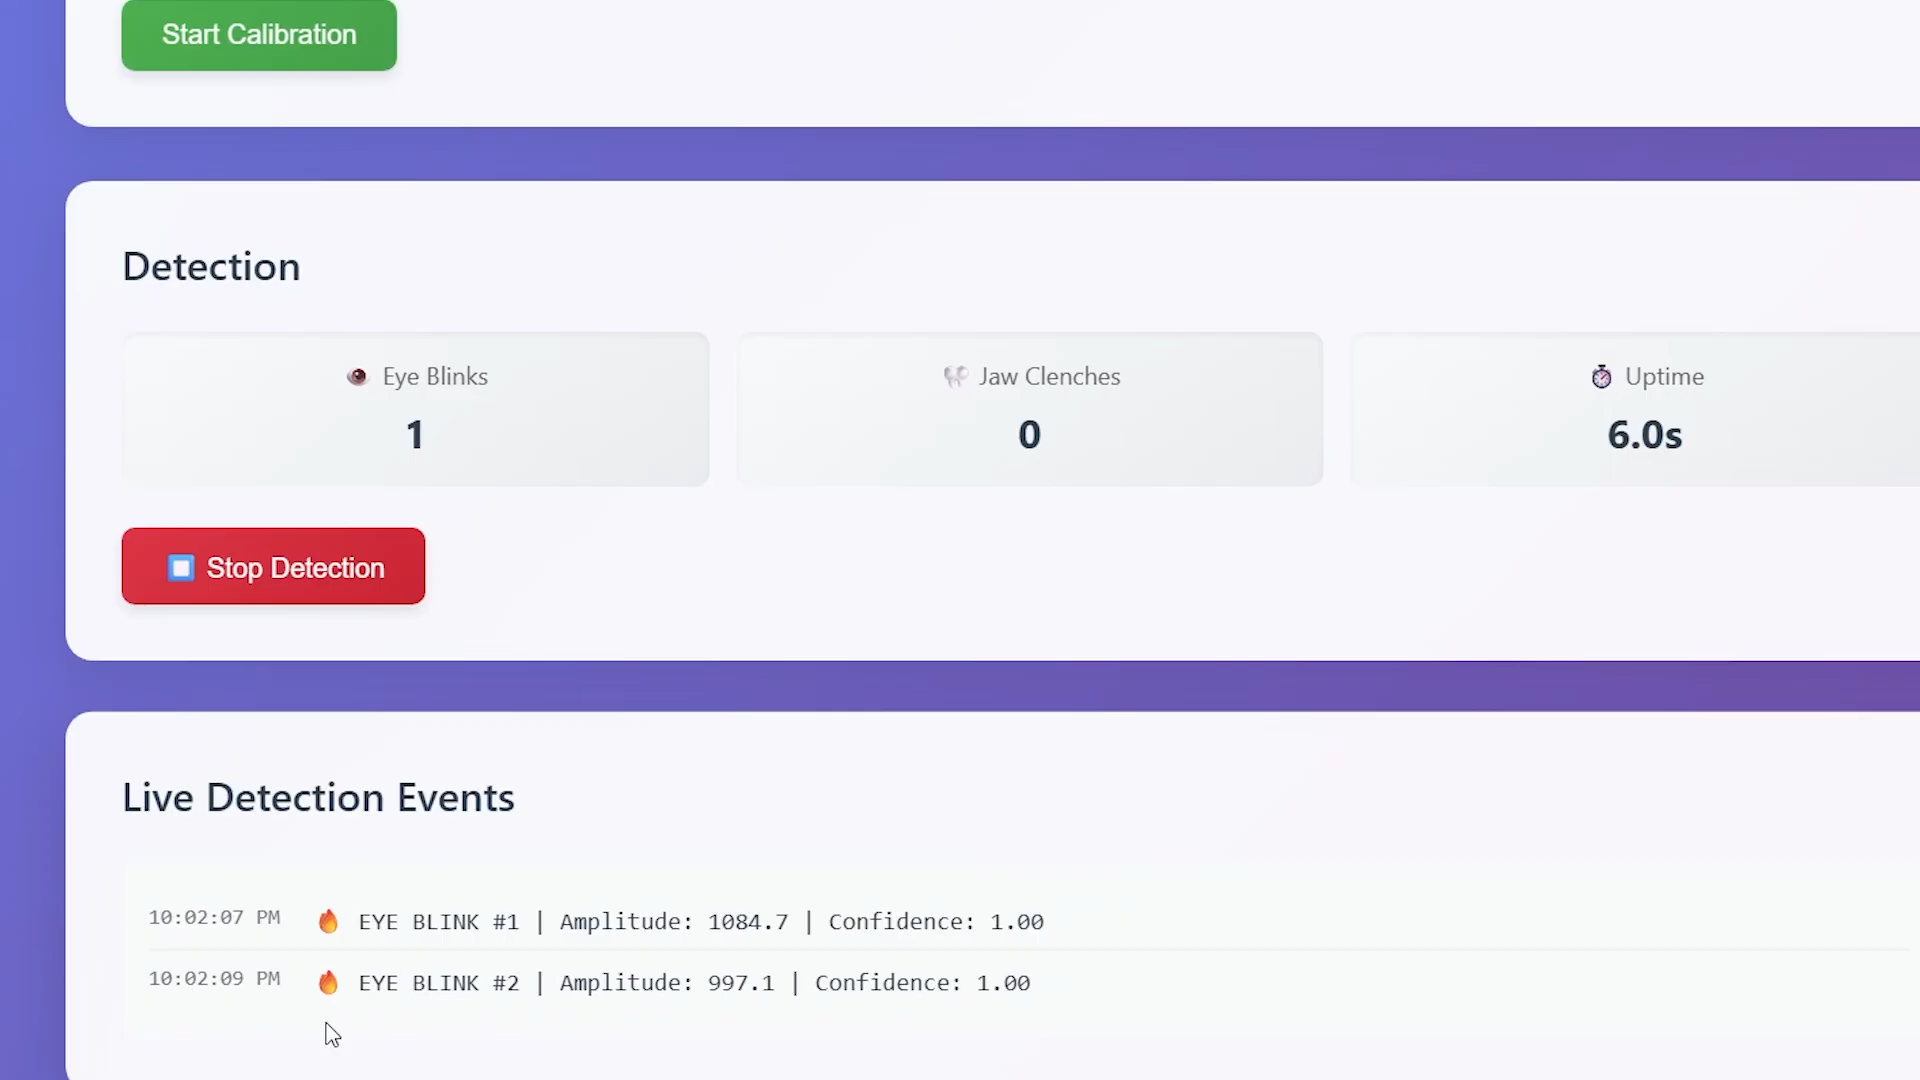 Start Calibration
Detection
Eye Blinks
1
Jaw Clenches
0
Uptime
6.0s
Stop Detection
Live Detection Events
10:02:07 PM EYE BLINK #1 | Amplitude: 1084.7 | Confidence: 1.00
10:02:09 PM EYE BLINK #2 | Amplitude: 997.1 | Confidence: 1.00